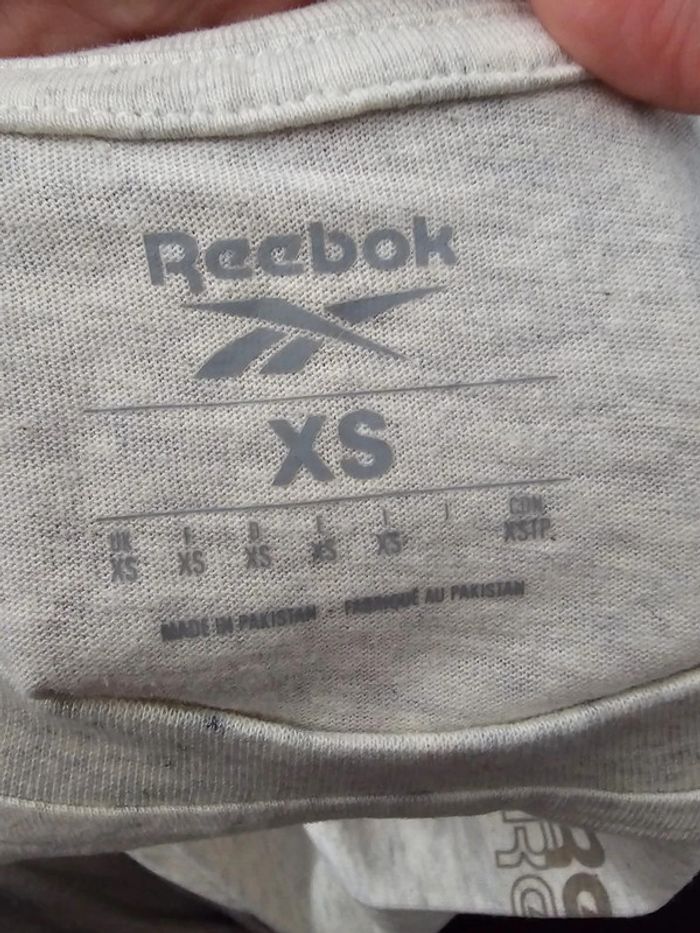 Reebok
XS
UK F D E I / CDN.
XS XS XS XS XS XSTP.
MADE IN PAKISTAN - FABRIQUÉ AU PAKISTAN